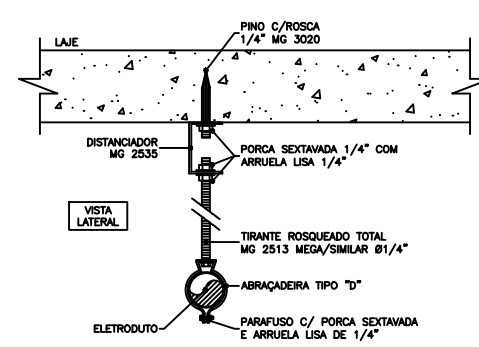 PINO C/ROSCA
1/4" MG 3020
LAJE
DISTANCIADOR
MG 2535
PORCA SEXTAVADA 1/4" COM
ARRUELA LISA 1/4"
VISTA
LATERAL
TIRANTE ROSQUEADO TOTAL
MG 2513 MEGA/SIMILAR Ø1/4"
ABRAÇADEIRA TIPO "D"
ELETRODUTO
PARAFUSO C/ PORCA SEXTAVADA
E ARRUELA LISA DE 1/4"